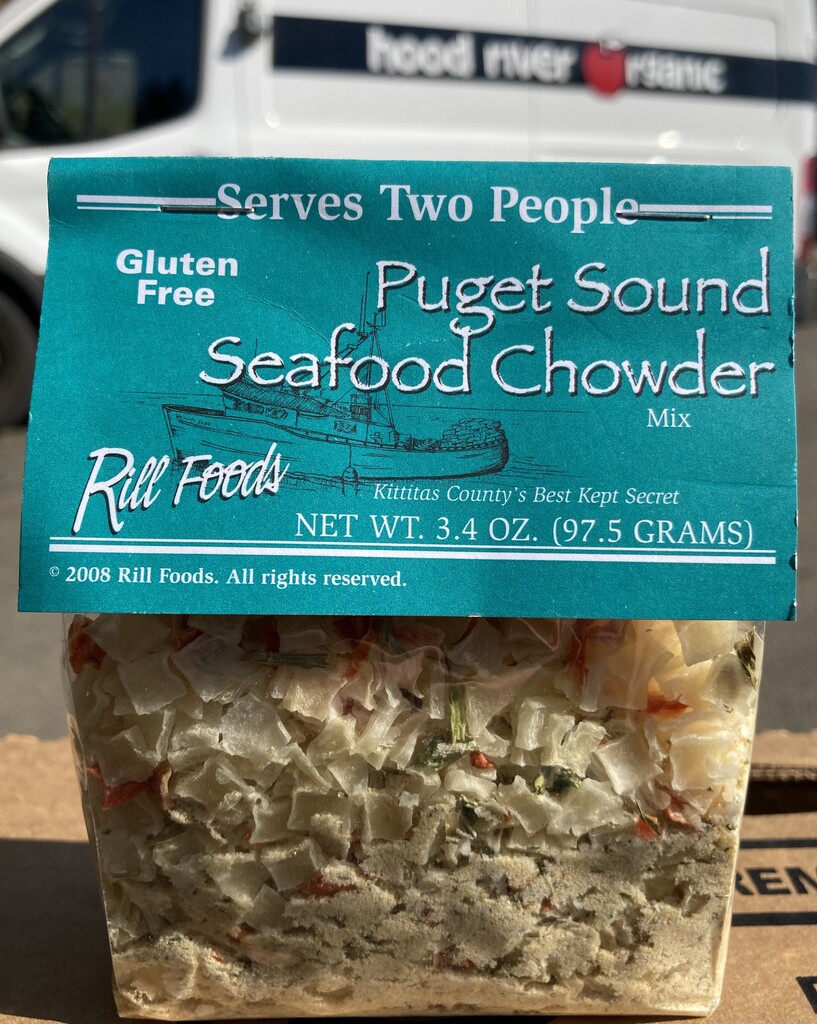 hood river organic
Serves Two People
Gluten
Free
Puget Sound
Seafood Chowder
Mix
Rill Foods
Kittitas County's Best Kept Secret
NET WT. 3.4 OZ. (97.5 GRAMS)
© 2008 Rill Foods. All rights reserved.
REN